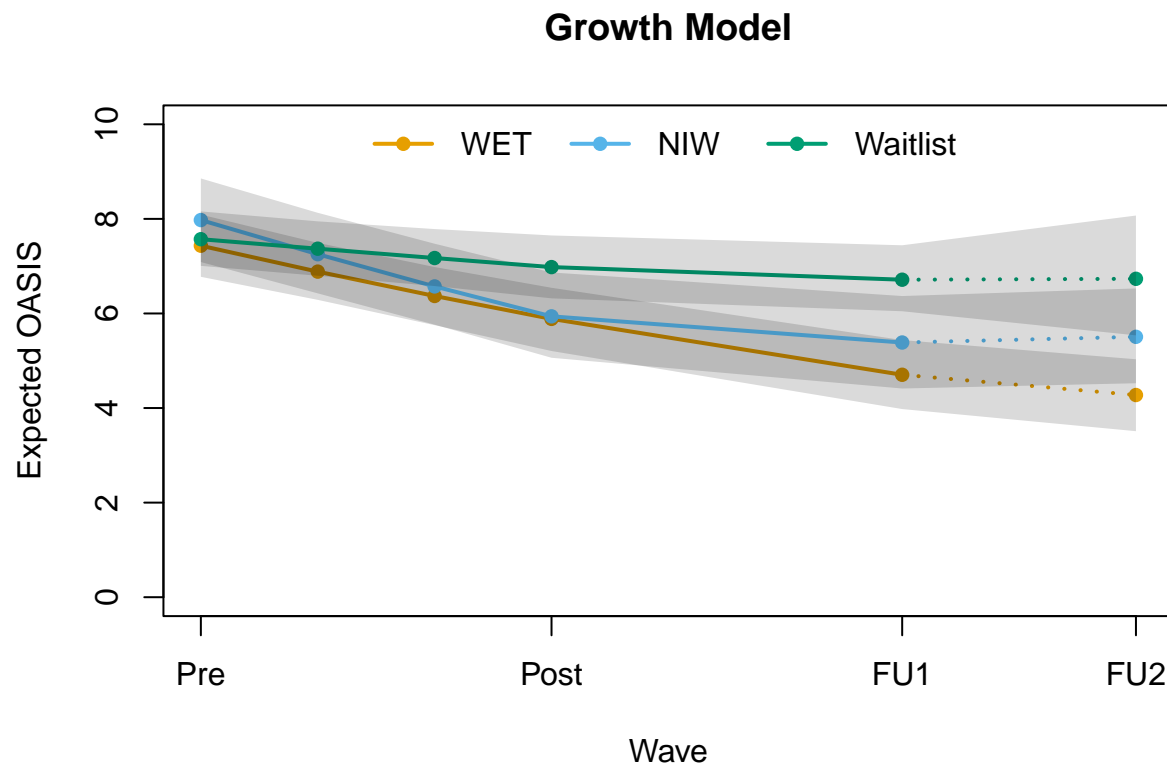 Growth Model
WET NIW Waitlist
10
8
6
4
2
0
Expected OASIS
Pre Post FU1 FU2
Wave